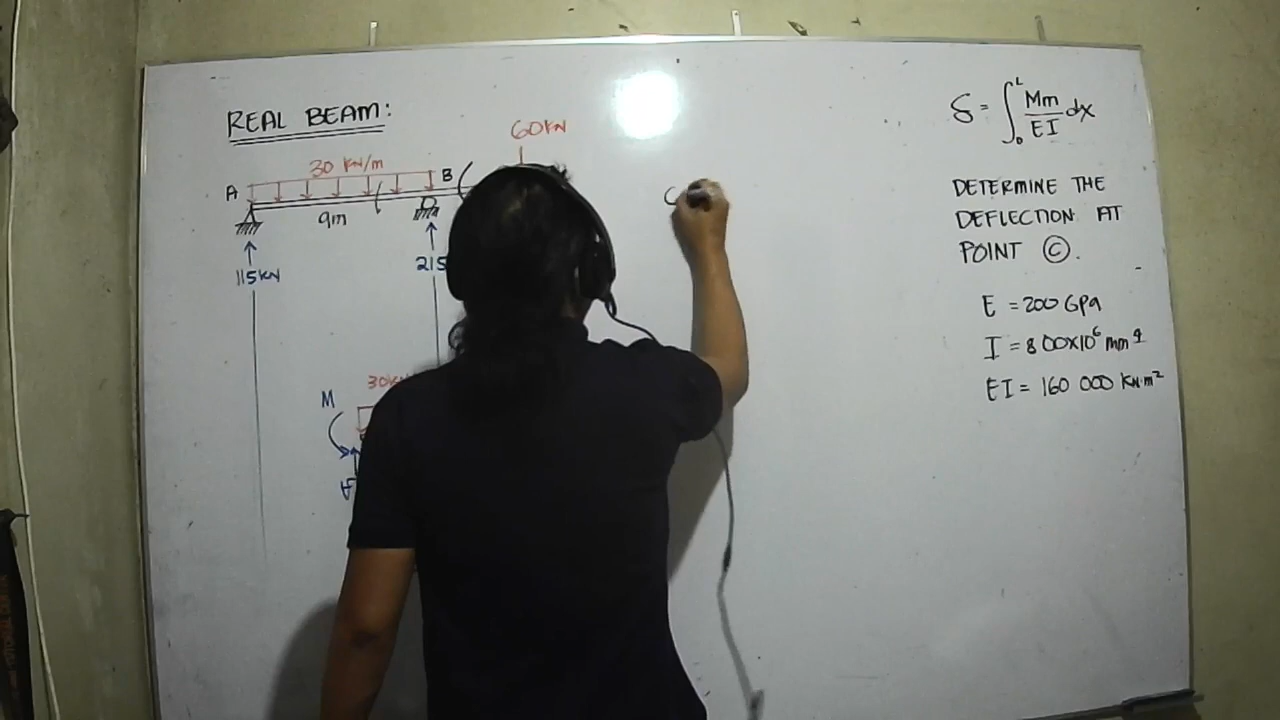 REAL BEAM:
60KN
30 KN/m
A
B
9m
115KN
215
30K
M
C
δ = ∫₀ᴸ Mm/EI dx
DETERMINE THE
DEFLECTION AT
POINT Ⓒ.
E = 200 GPa
I = 800x10⁶ mm⁴
EI = 160 000 KN·m²